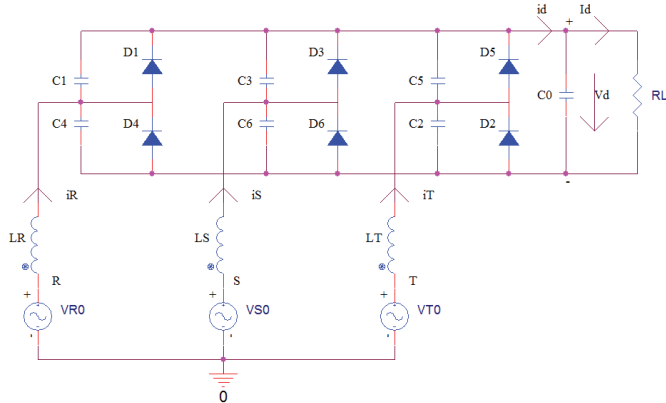 id + Id
D1 D3 D5
C1 C3 C5
C0 Vd RL
C4 D4 C6 D6 C2 D2
-
iR iS iT
LR LS LT
R S T
+ + +
VR0 VS0 VT0
- - -
0